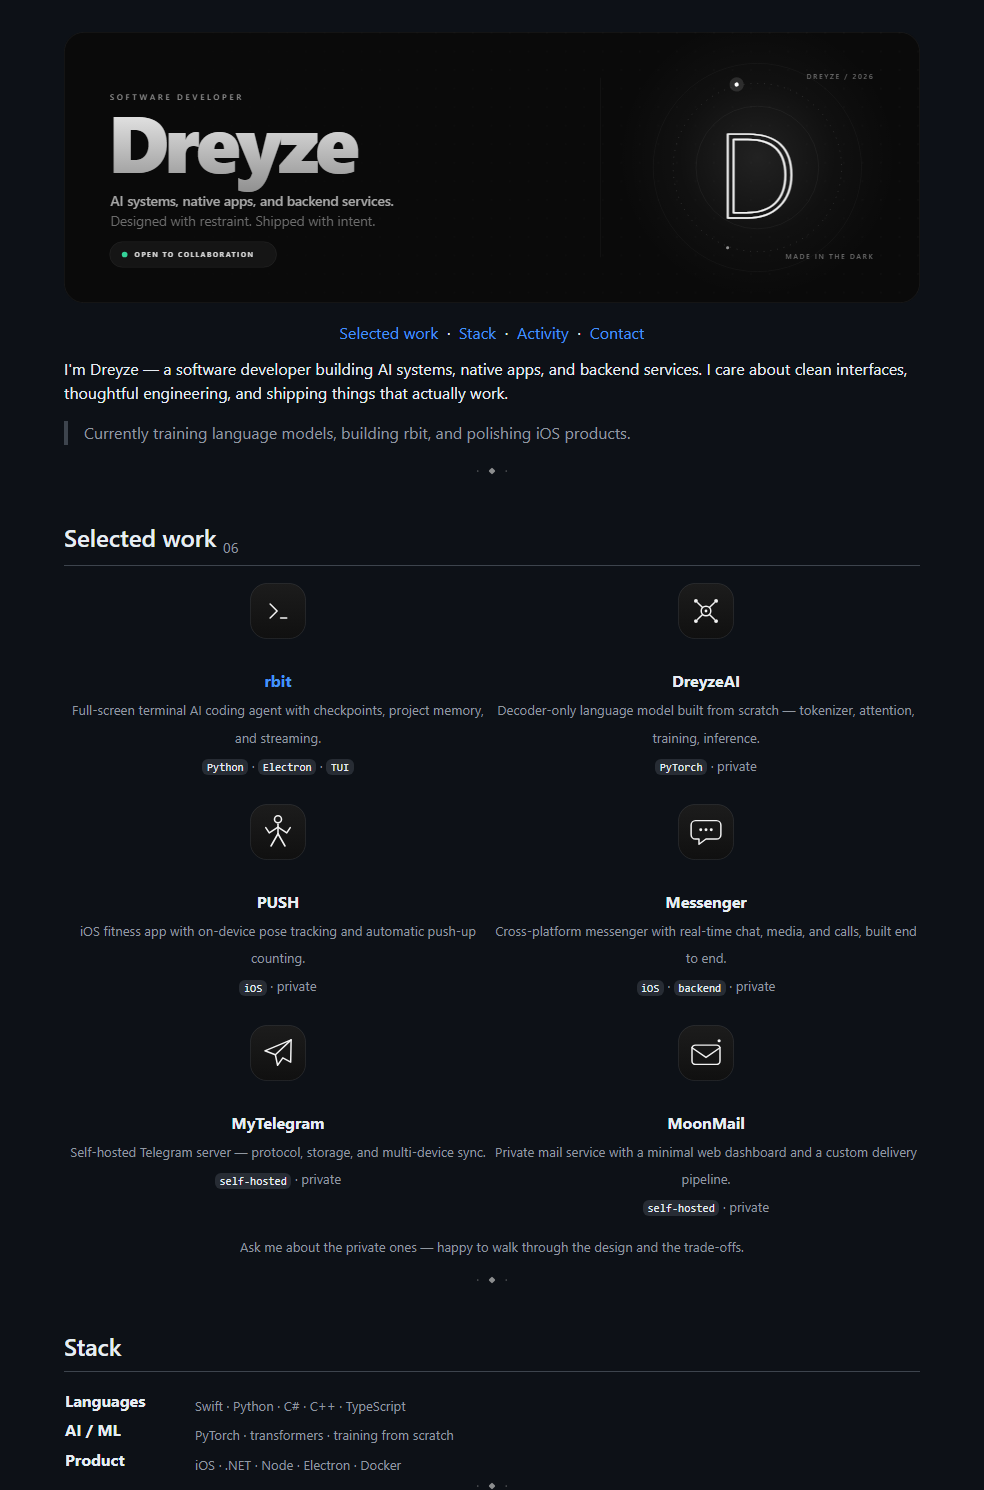 SOFTWARE DEVELOPER
Dreyze
AI systems, native apps, and backend services.
Designed with restraint. Shipped with intent.
OPEN TO COLLABORATION
DREYZE / 2026
D
MADE IN THE DARK
Selected work · Stack · Activity · Contact
I'm Dreyze — a software developer building AI systems, native apps, and backend services. I care about clean interfaces,
thoughtful engineering, and shipping things that actually work.
Currently training language models, building rbit, and polishing iOS products.
Selected work 06
rbit
Full-screen terminal AI coding agent with checkpoints, project memory,
and streaming.
Python · Electron · TUI
DreyzeAI
Decoder-only language model built from scratch — tokenizer, attention,
training, inference.
PyTorch · private
PUSH
iOS fitness app with on-device pose tracking and automatic push-up
counting.
iOS · private
Messenger
Cross-platform messenger with real-time chat, media, and calls, built end
to end.
iOS · backend · private
MyTelegram
Self-hosted Telegram server — protocol, storage, and multi-device sync.
self-hosted · private
MoonMail
Private mail service with a minimal web dashboard and a custom delivery
pipeline.
self-hosted · private
Ask me about the private ones — happy to walk through the design and the trade-offs.
Stack
Languages Swift · Python · C# · C++ · TypeScript
AI / ML PyTorch · transformers · training from scratch
Product iOS · .NET · Node · Electron · Docker